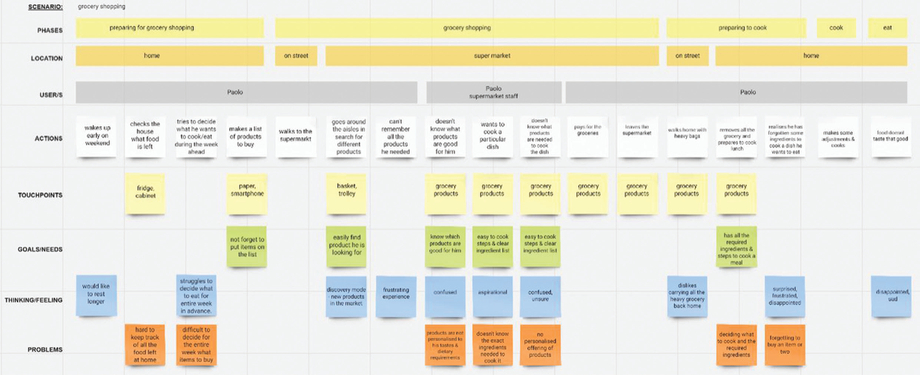 SCENARIO:
grocery shopping
PHASES
preparing for grocery shopping
grocery shopping
preparing to cook
cook
eat
LOCATION
home
on street
super market
on street
home
USER/S
Paolo
Paolo
supermarket staff
Paolo
ACTIONS
wakes up
early on
weekend
checks the
house
what food
is left
tries to decide
what he wants
to cook/eat
during the week
ahead
makes a list
of products
to buy
walks to the
supermarkt
goes around
the aisles in
search for
different
products
can't
remember
all the
products
he needed
doesn't
know what
products
are good
for him
wants to
cook a
particular
dish
doesn't
know what
products
are needed
to cook
the dish
pays for the
groceries
leaves the
supermarket
walks home with
heavy bags
removes all the
grocery and
prepares to cook
lunch
realizes he has
forgotten some
ingredients to
cook a dish he
wants to eat
makes some
adjustments &
cooks
food doesnt
taste that good
TOUCHPOINTS
fridge,
cabinet
paper,
smartphone
basket,
trolley
grocery
products
grocery
products
grocery
products
grocery
products
grocery
products
grocery
products
grocery
products
GOALS/NEEDS
not forget to
put items on
the list
easily find
product he is
looking for
know which
products are
good for him
easy to cook
steps & clear
ingredient list
easy to cook
steps & clear
ingredient list
has all the
required
ingredients &
steps to cook a
meal
THINKING/FEELING
would like
to rest
longer
struggles to
decide what
to eat for
entire week
in advance.
discovery mode
new products
in the market
frustrating
experience
confused
aspirational
confused,
unsure
dislikes
carrying all the
heavy grocery
back home
surprised,
frustrated,
disappointed
disappointed,
sad
PROBLEMS
hard to
keep track
of all the
food left
at home
difficult to
decide for the
entire week
what items
to buy
products are not
personalised to
his tastes &
dietary
requirements
doesn't know
the exact
ingredients
needed to
cook it
no
personalised
offering of
products
deciding what
to cook and the
required
ingredients
forgetting to
buy an item or
two